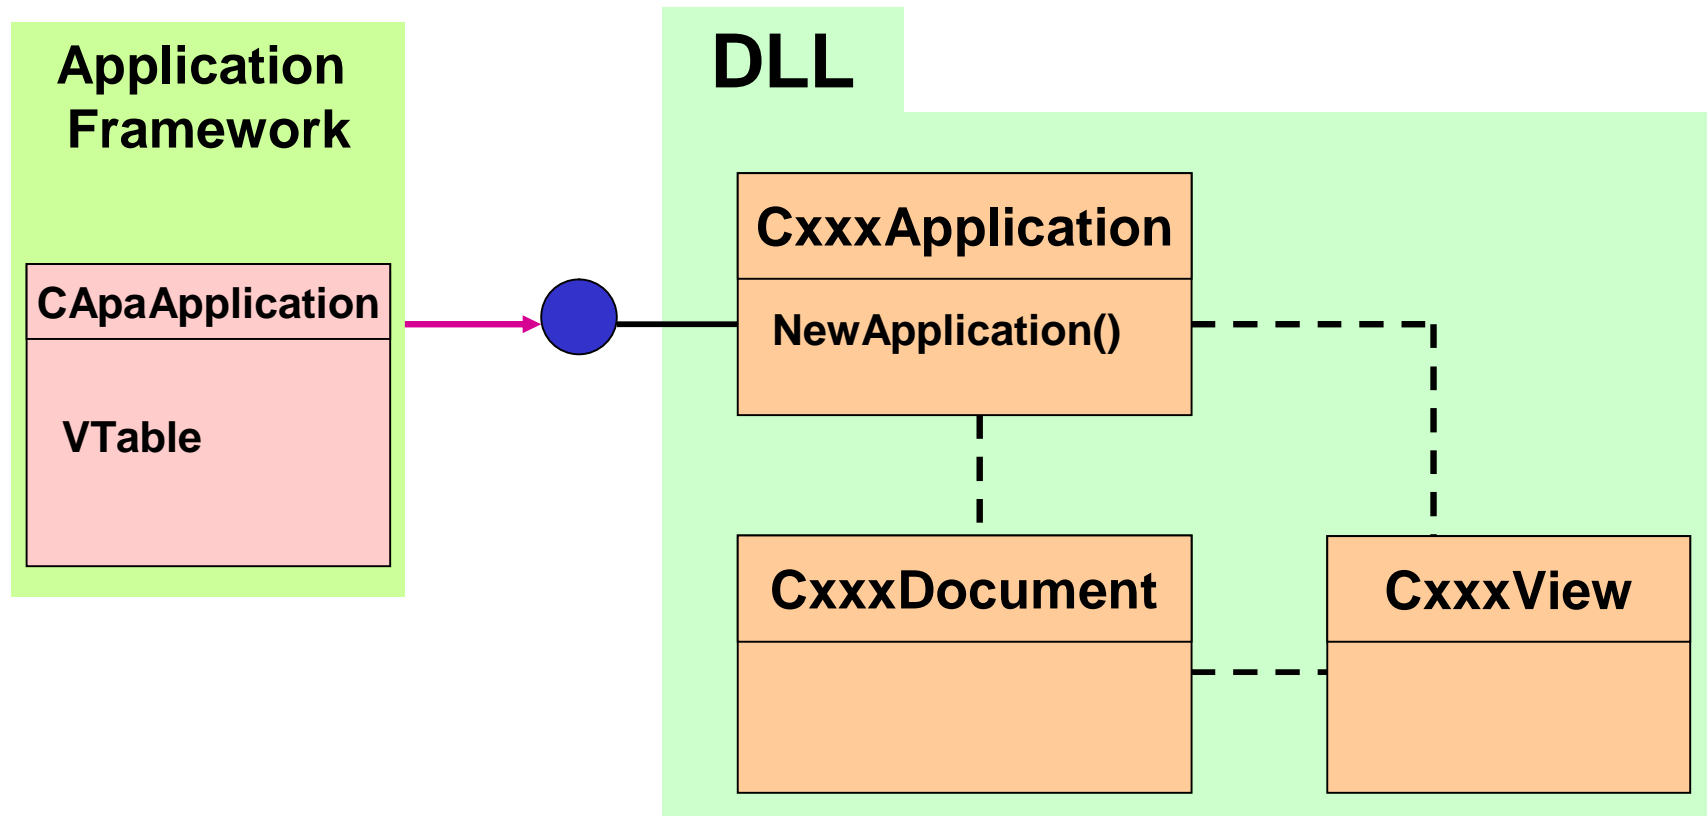 Application
Framework
CApaApplication
VTable
DLL
CxxxApplication
NewApplication()
CxxxDocument
CxxxView